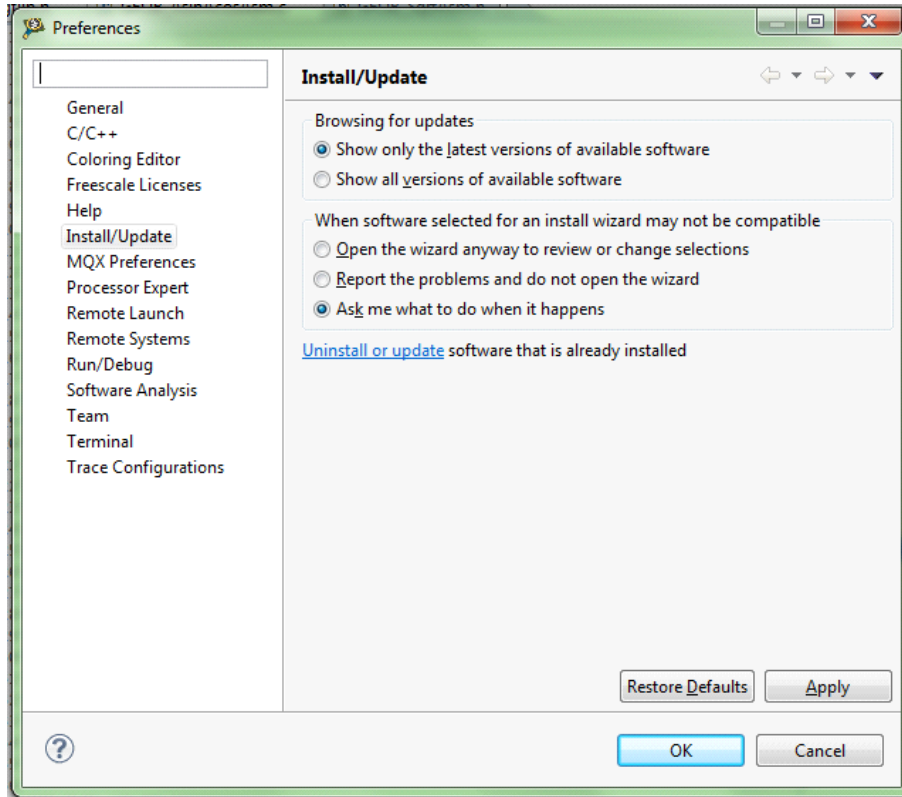 Preferences
Install/Update
General
C/C++
Coloring Editor
Freescale Licenses
Help
Install/Update
MQX Preferences
Processor Expert
Remote Launch
Remote Systems
Run/Debug
Software Analysis
Team
Terminal
Trace Configurations
Browsing for updates
Show only the latest versions of available software
Show all versions of available software
When software selected for an install wizard may not be compatible
Open the wizard anyway to review or change selections
Report the problems and do not open the wizard
Ask me what to do when it happens
Uninstall or update software that is already installed
Restore Defaults Apply
? OK Cancel